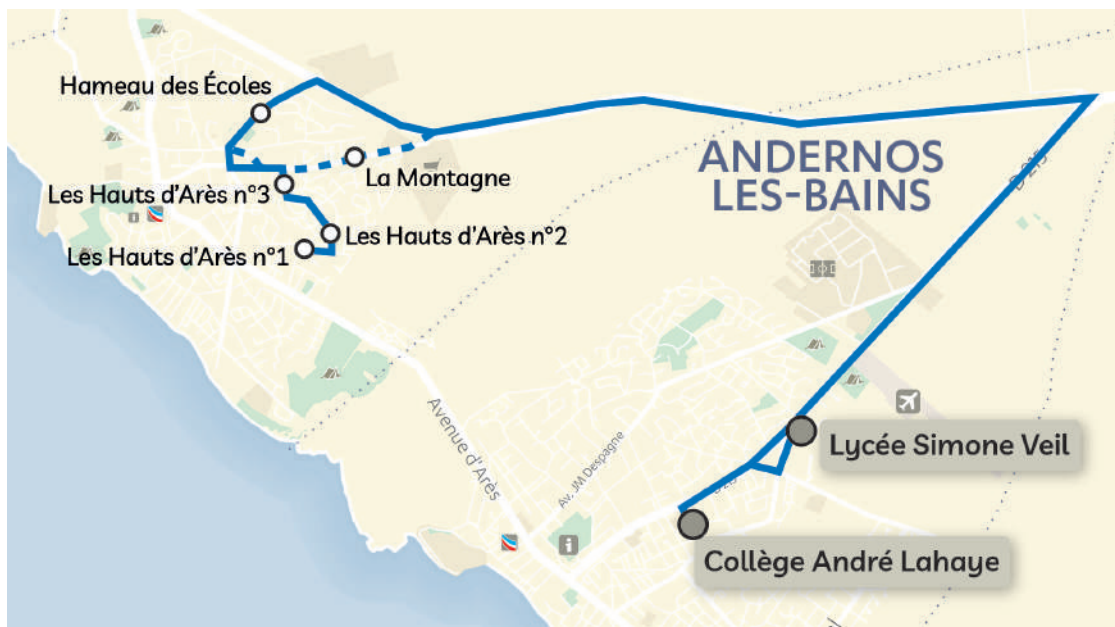 Hameau des Écoles
La Montagne
Les Hauts d'Arès n°3
Les Hauts d'Arès n°2
Les Hauts d'Arès n°1
ANDERNOS
LES-BAINS
D 215
Avenue d'Arès
Av. JM Despagne
Lycée Simone Veil
Collège André Lahaye